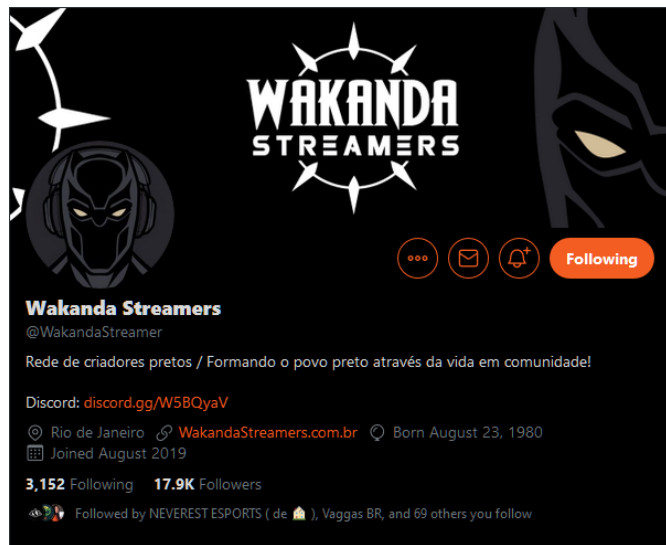 WAKANDA
STREAMERS
Following
Wakanda Streamers
@WakandaStreamer
Rede de criadores pretos / Formando o povo preto através da vida em comunidade!
Discord: discord.gg/W5BQyaV
Rio de Janeiro WakandaStreamers.com.br Born August 23, 1980
Joined August 2019
3,152 Following 17.9K Followers
Followed by NEVEREST ESPORTS ( de 🏠 ), Vaggas BR, and 69 others you follow